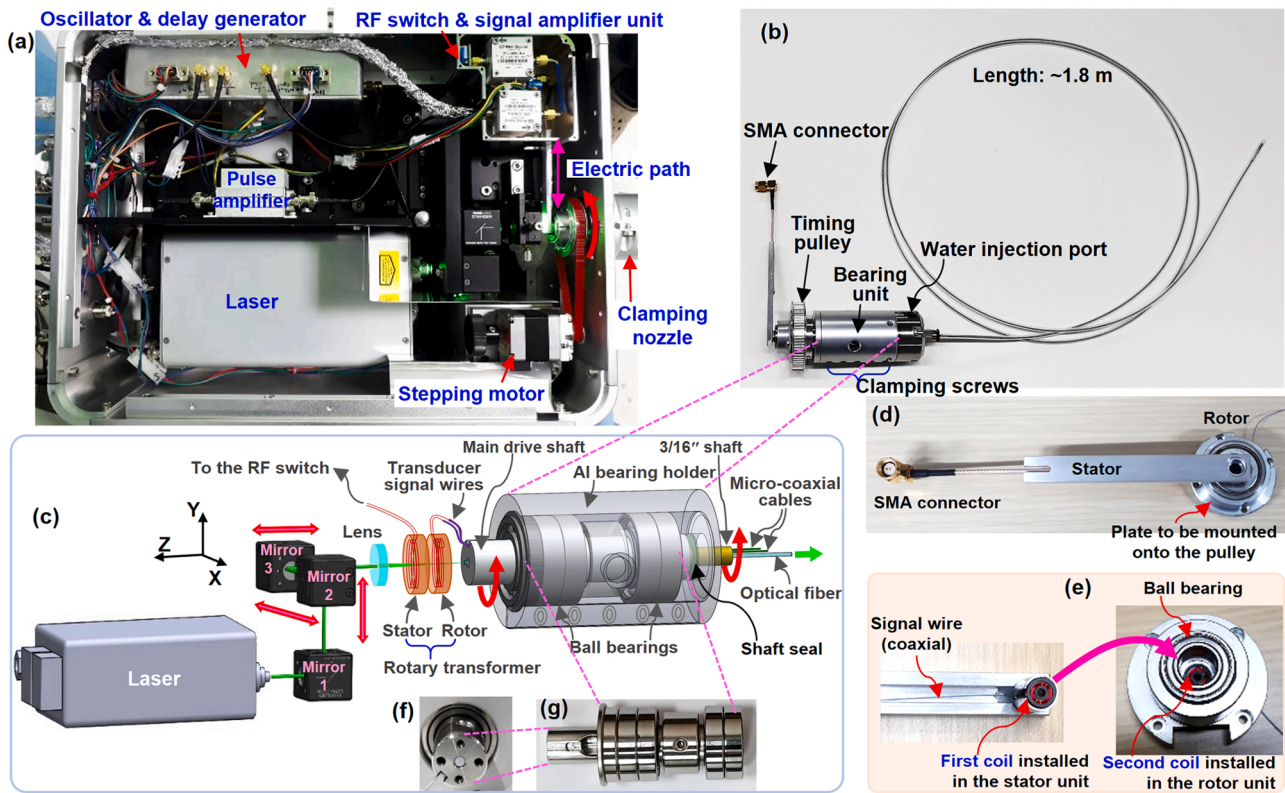 (a)
Oscillator & delay generator
RF switch & signal amplifier unit
Pulse
amplifier
Electric path
Laser
Clamping
nozzle
Stepping motor
(b)
Length: ~1.8 m
SMA connector
Timing
pulley
Water injection port
Bearing
unit
Clamping screws
(c)
To the RF switch
Transducer
signal wires
Main drive shaft
Al bearing holder
3/16″ shaft
Micro-coaxial
cables
Y
Z
X
Lens
Mirror
3
Mirror
2
Mirror
1
Laser
Stator
Rotor
Rotary transformer
Ball bearings
Shaft seal
Optical fiber
(d)
Rotor
Stator
SMA connector
Plate to be mounted
onto the pulley
(e)
Ball bearing
Signal wire
(coaxial)
First coil installed
in the stator unit
Second coil installed
in the rotor unit
(f)
(g)